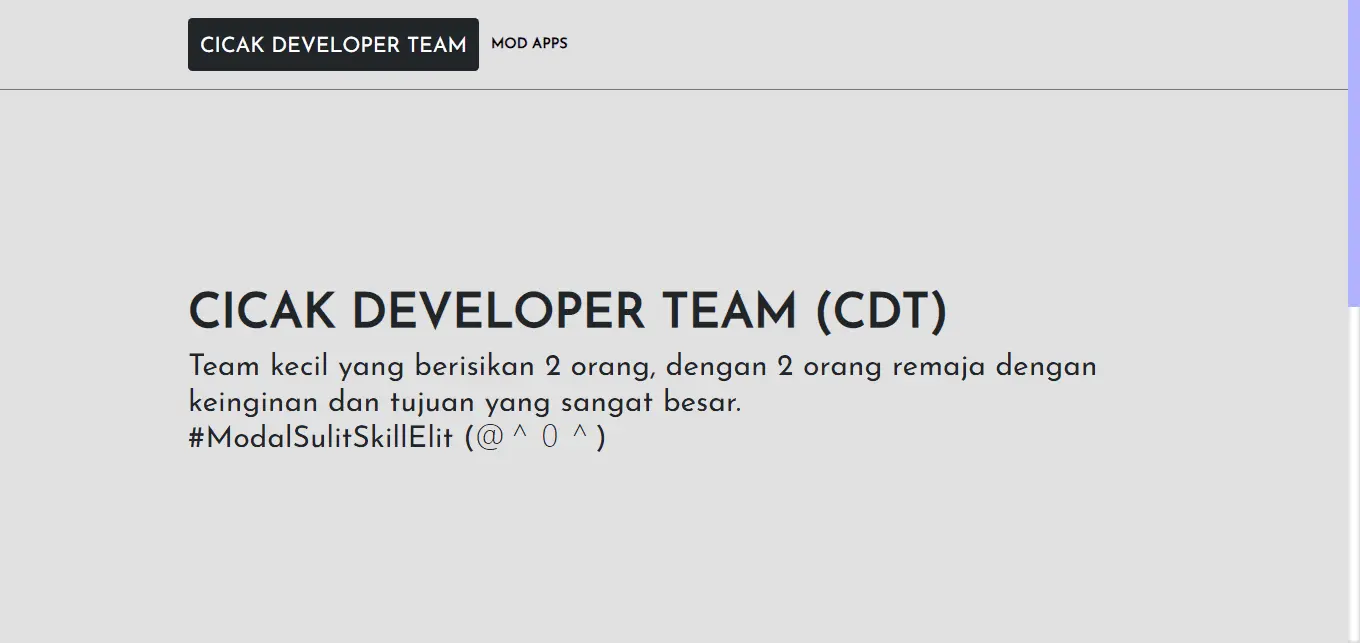 CICAK DEVELOPER TEAM MOD APPS
CICAK DEVELOPER TEAM (CDT)
Team kecil yang berisikan 2 orang, dengan 2 orang remaja dengan
keinginan dan tujuan yang sangat besar.
#ModalSulitSkillElit (@＾０＾)